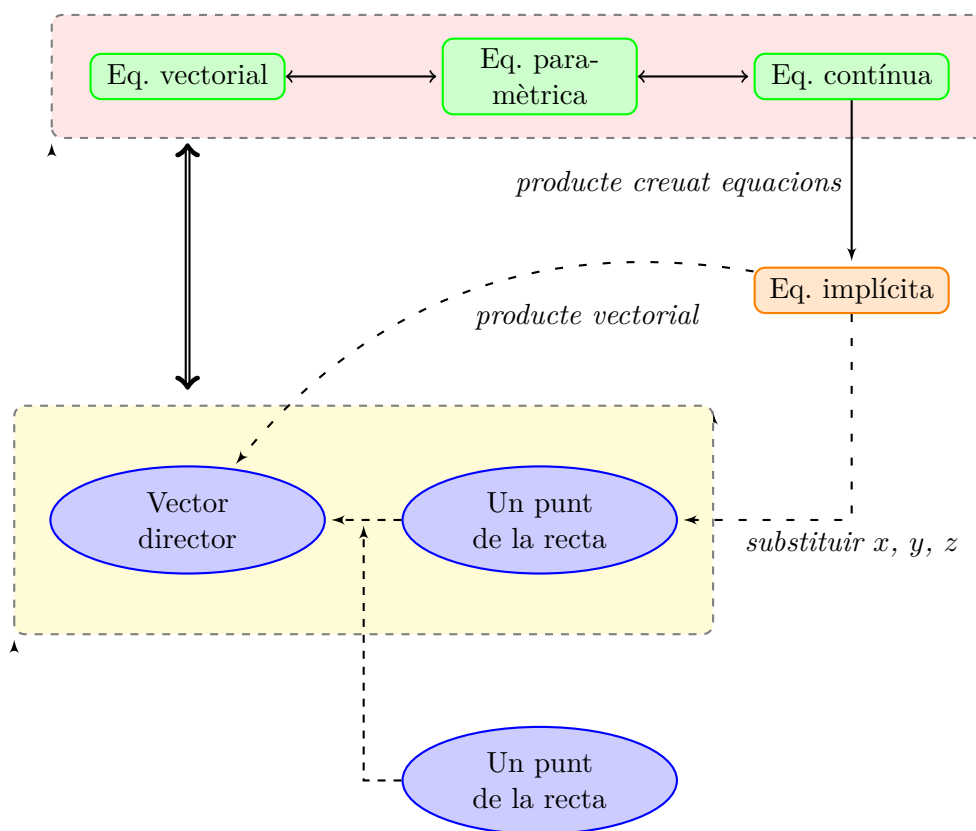 Eq. vectorial
Eq. para-
mètrica
Eq. contínua
producte creuat equacions
Eq. implícita
producte vectorial
Vector
director
Un punt
de la recta
substituir x, y, z
Un punt
de la recta